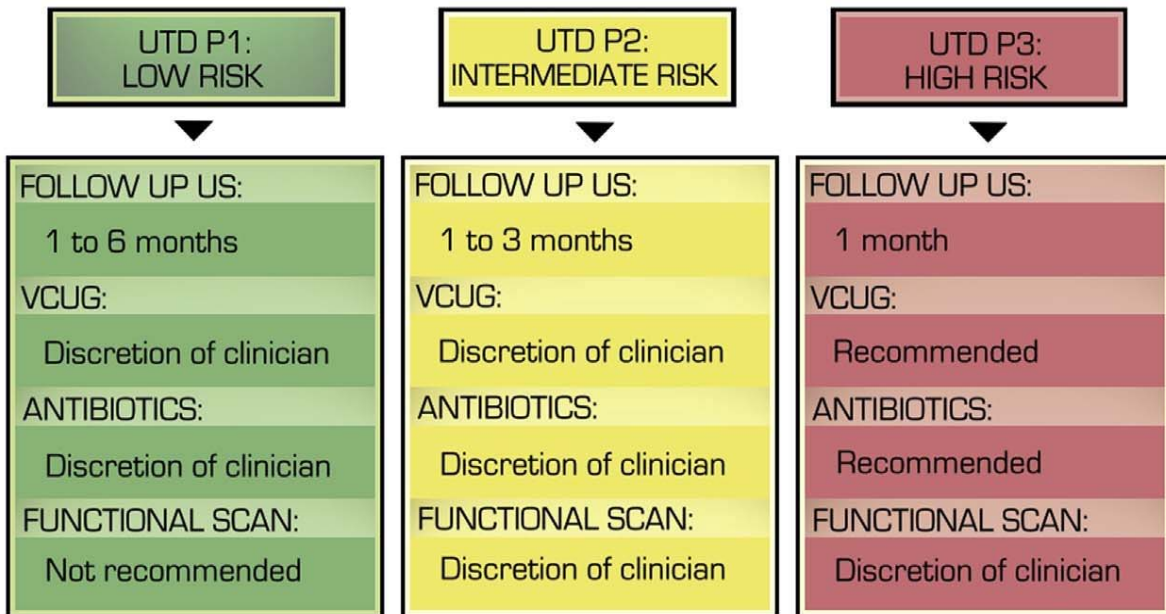 UTD P1:
LOW RISK
FOLLOW UP US:
1 to 6 months
VCUG:
Discretion of clinician
ANTIBIOTICS:
Discretion of clinician
FUNCTIONAL SCAN:
Not recommended
UTD P2:
INTERMEDIATE RISK
FOLLOW UP US:
1 to 3 months
VCUG:
Discretion of clinician
ANTIBIOTICS:
Discretion of clinician
FUNCTIONAL SCAN:
Discretion of clinician
UTD P3:
HIGH RISK
FOLLOW UP US:
1 month
VCUG:
Recommended
ANTIBIOTICS:
Recommended
FUNCTIONAL SCAN:
Discretion of clinician